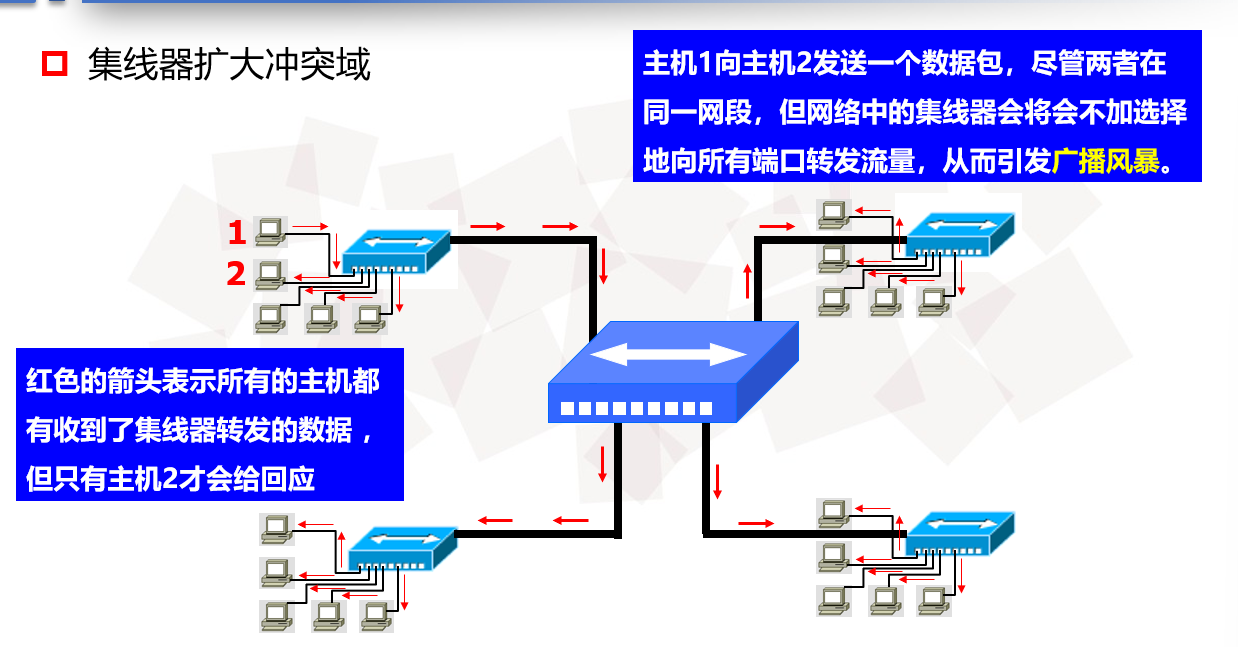 集线器扩大冲突域
主机1向主机2发送一个数据包，尽管两者在
同一网段，但网络中的集线器会将会不加选择
地向所有端口转发流量，从而引发广播风暴。
1
2
红色的箭头表示所有的主机都
有收到了集线器转发的数据，
但只有主机2才会给回应